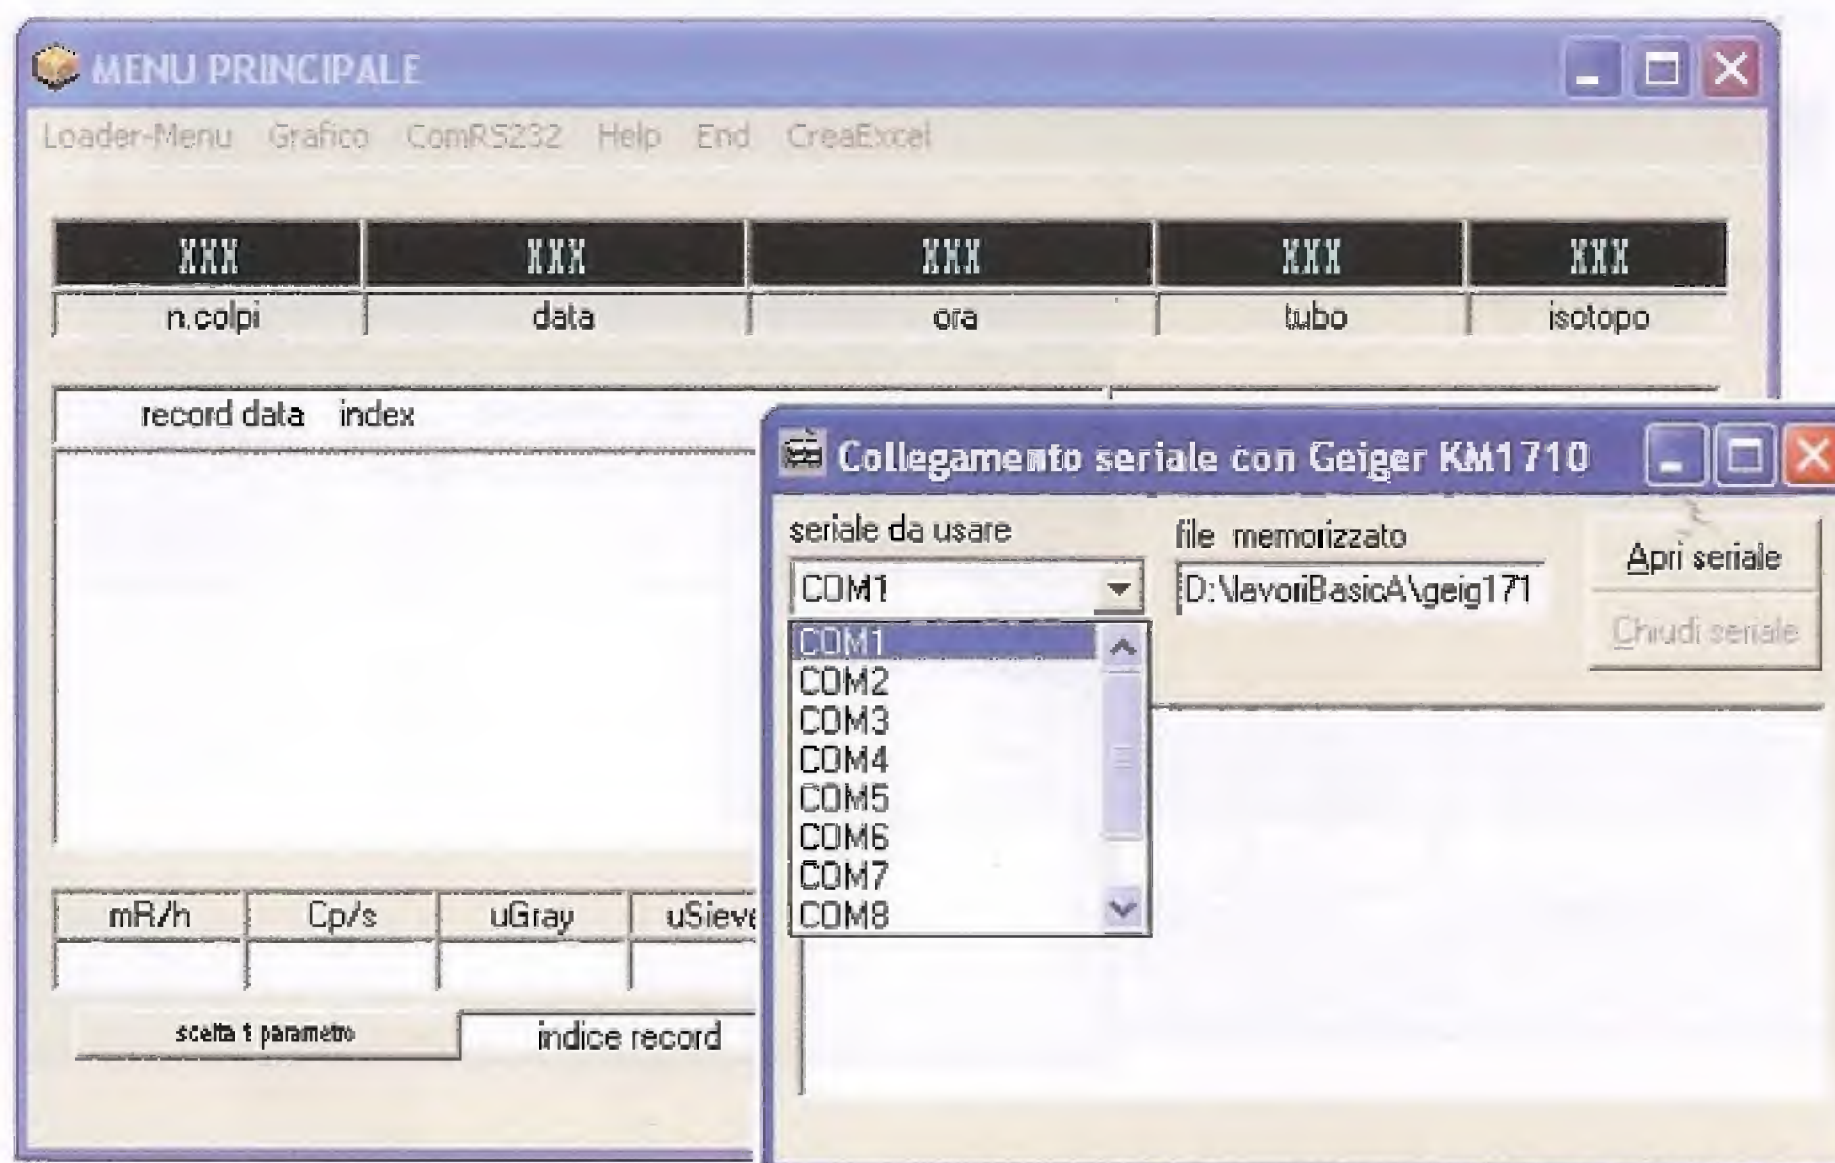 MENU PRINCIPALE
Loader-Menu Grafico ComRS232 Help End CreaExcel
XXX XXX XXX XXX XXX
n.colpi data ora tubo isotopo
record data index
Collegamento seriale con Geiger KM1710
seriale da usare
file memorizzato
COM1
D:\lavoriBasicA\geig171
Apri seriale
Chiudi seriale
COM1
COM2
COM3
COM4
COM5
COM6
COM7
COM8
mR/h Cp/s uGray uSieve
scelta 1 parametro
indice record